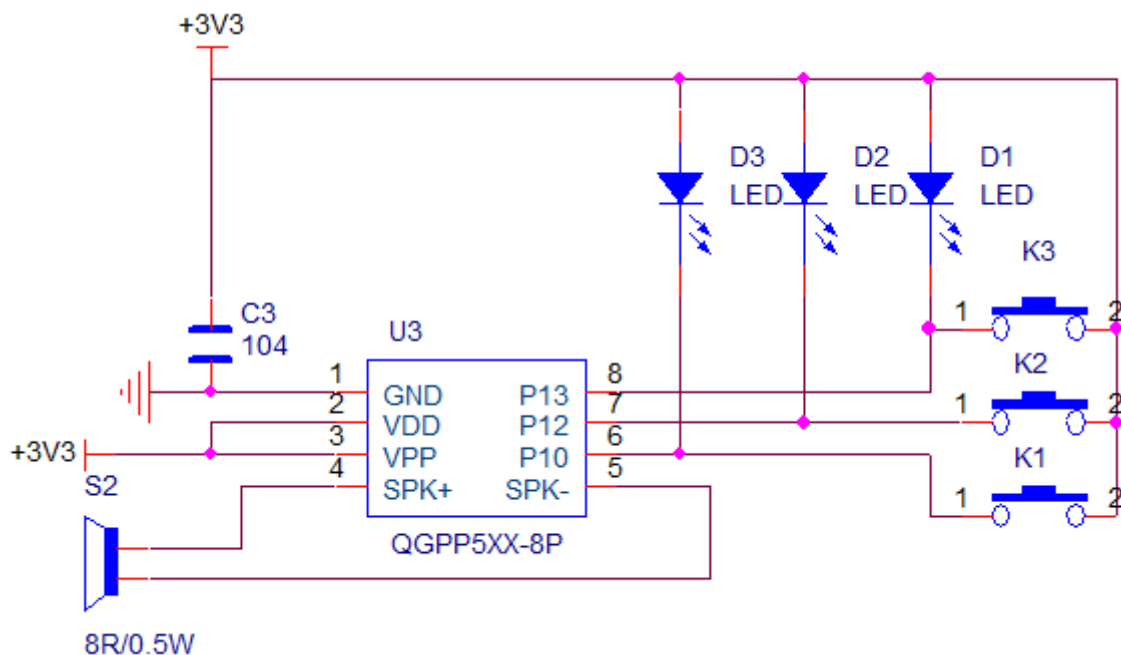 +3V3
D3
LED
D2
LED
D1
LED
K3
1
2
C3
104
U3
K2
1
2
1
GND
P13
8
2
VDD
P12
7
+3V3
3
VPP
P10
6
K1
1
2
S2
4
SPK+
SPK-
5
QGPP5XX-8P
8R/0.5W